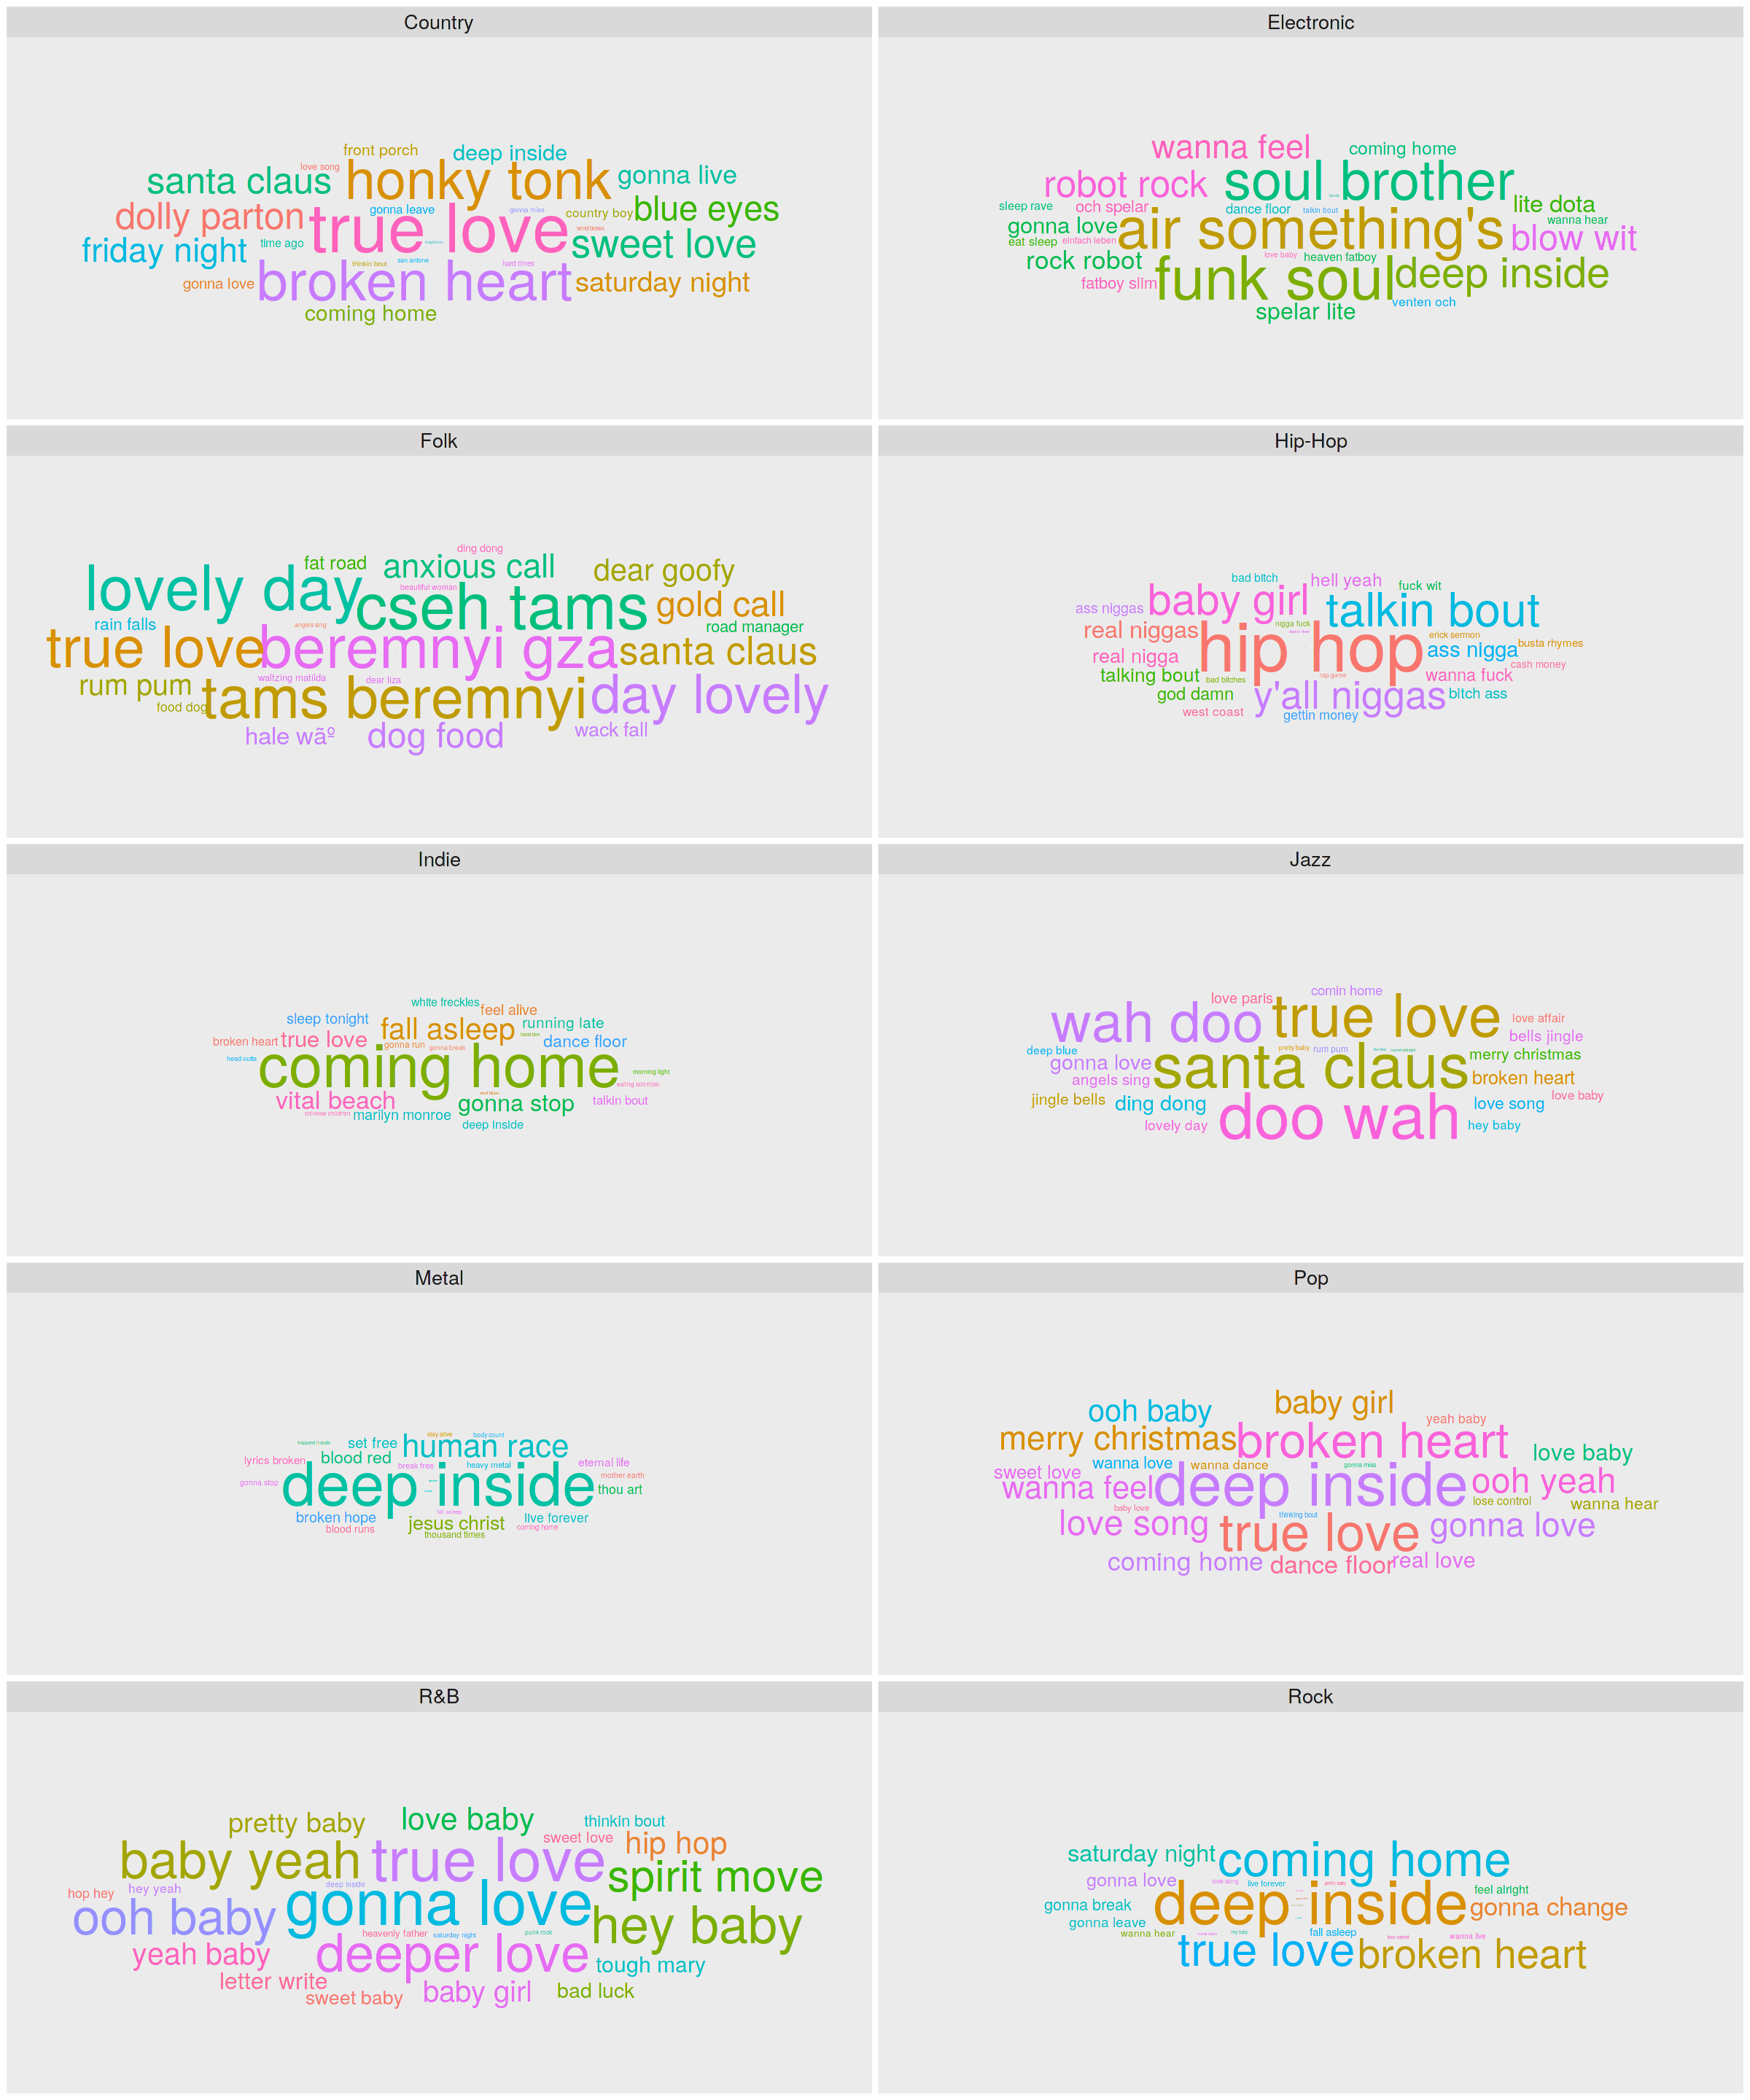 Country
front porch
deep inside
love song
santa claus
honky tonk
gonna live
dolly parton
gonna leave
gonna miss
country boy
blue eyes
true love
friday night
time ago
sweet love
thinkin bout
san antone
hard times
gonna love
broken heart
saturday night
coming home
Electronic
wanna feel
coming home
robot rock
soul brother
lite dota
sleep rave
och spelar
dance floor
talkin bout
wanna hear
gonna love
air something's
blow wit
eat sleep
einfach leben
love baby
heaven fatboy
rock robot
fatboy slim
funk soul
deep inside
venten och
spelar lite
Folk
ding dong
fat road
anxious call
dear goofy
lovely day
beautiful woman
cseh tams
gold call
rain falls
angels sing
road manager
true love
beremnyi gza
santa claus
rum pum
waltzing matilda
dear liza
food dog
tams beremnyi
day lovely
hale wãº
dog food
wack fall
Hip-Hop
bad bitch
hell yeah
fuck wit
ass niggas
baby girl
talkin bout
nigga fuck
real niggas
hip hop
erick sermon
busta rhymes
real nigga
ass nigga
cash money
talking bout
bad bitches
rap game
wanna fuck
god damn
y'all niggas
bitch ass
west coast
gettin money
Indie
white freckles
feel alive
sleep tonight
fall asleep
running late
broken heart
true love
gonna run
gonna break
dance floor
head outta
coming home
morning light
eating schnitzel
vital beach
gonna stop
talkin bout
chinese children
marilyn monroe
deep inside
Jazz
comin home
love paris
wah doo
true love
love affair
bells jingle
deep blue
pretty baby
rum pum
merry christmas
gonna love
santa claus
angels sing
broken heart
jingle bells
ding dong
love song
love baby
lovely day
doo wah
hey baby
Metal
stay alive
body count
trapped inside
set free
human race
lyrics broken
blood red
break free
heavy metal
eternal life
gonna stop
deep inside
mother earth
thou art
broken hope
fall asleep
live forever
blood runs
jesus christ
coming home
thousand times
Pop
baby girl
ooh baby
yeah baby
merry christmas
broken heart
love baby
sweet love
wanna love
wanna dance
gonna miss
wanna feel
deep inside
ooh yeah
lose control
wanna hear
baby love
thinking bout
love song
true love
gonna love
coming home
dance floor
real love
R&B
pretty baby
love baby
thinkin bout
sweet love
hip hop
baby yeah
true love
spirit move
hop hey
hey yeah
deep inside
ooh baby
gonna love
hey baby
heavenly father
saturday night
punk rock
yeah baby
deeper love
tough mary
letter write
baby girl
bad luck
sweet baby
Rock
saturday night
coming home
gonna love
love song
live forever
pretty baby
feel alright
gonna break
deep inside
gonna change
gonna leave
wanna hear
fall asleep
wanna live
true love
broken heart